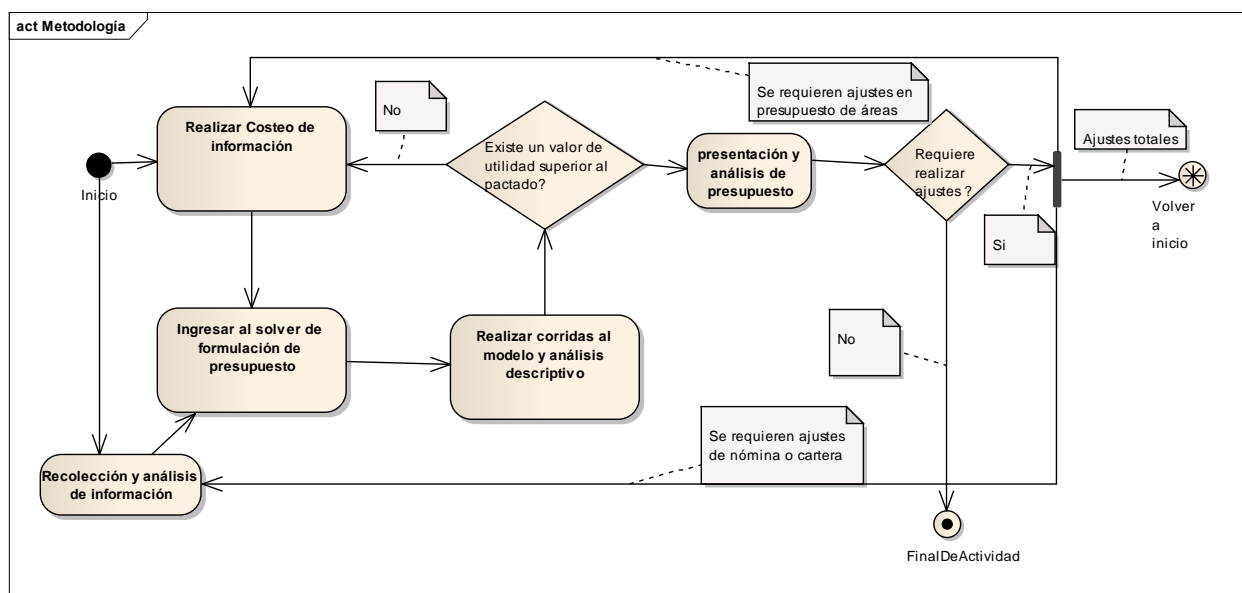 act Metodología
Se requieren ajustes en
presupuesto de áreas
No
Realizar Costeo de
información
Existe un valor de
utilidad superior al
pactado?
presentación y
análisis de
presupuesto
Requiere
realizar
ajustes ?
Ajustes totales
Inicio
Volver
a
inicio
Si
Ingresar al solver de
formulación de
presupuesto
Realizar corridas al
modelo y análisis
descriptivo
No
Se requieren ajustes
de nómina o cartera
Recolección y análisis
de información
FinalDeActividad